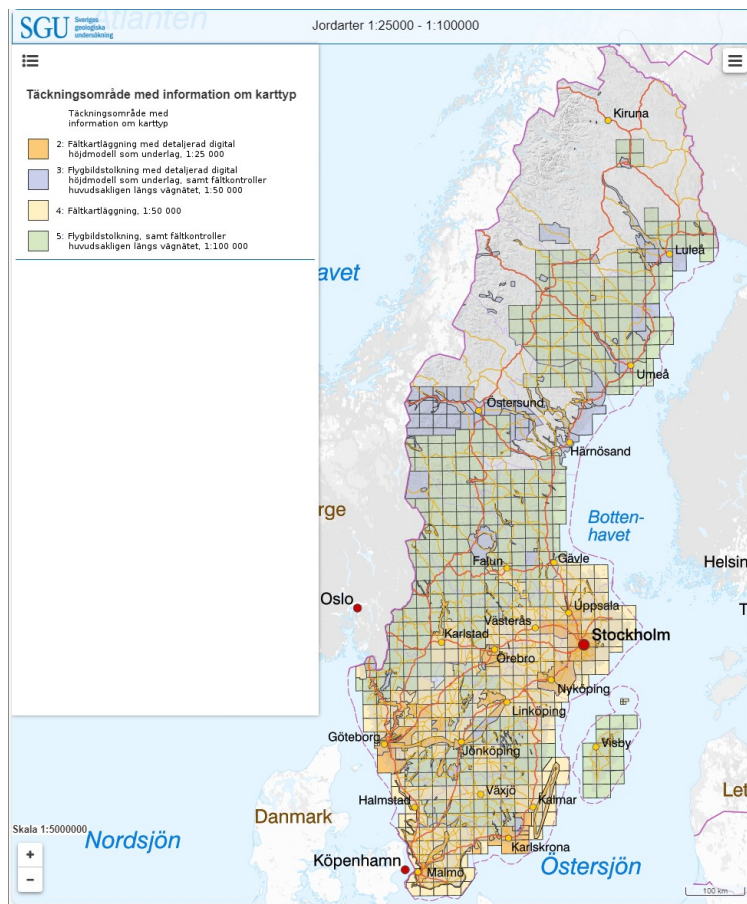 Atlanten
SGU Sveriges
geologiska
undersökning
Jordarter 1:25000 - 1:100000
Täckningsområde med information om karttyp
Täckningsområde med
information om karttyp
2: Fältkartläggning med detaljerad digital
höjdmodell som underlag, 1:25 000
3: Flygbildstolkning med detaljerad digital
höjdmodell som underlag, samt fältkontroller
huvudsakligen längs vägnätet, 1:50 000
4: Fältkartläggning, 1:50 000
5: Flygbildstolkning, samt fältkontroller
huvudsakligen längs vägnätet, 1:100 000
Kiruna
Luleå
avet
Umeå
Östersund
Härnösand
rge
Botten-
havet
Falun
Gävle
Helsin
Oslo
Uppsala
T
Västerås
Karlstad
Stockholm
Örebro
Nyköping
Linköping
Göteborg
Jönköping
Visby
Växjö
Halmstad
Kalmar
Let
Danmark
Skala 1:5000000
Nordsjön
Karlskrona
+
Köpenhamn
Östersjön
Malmö
−
100 km